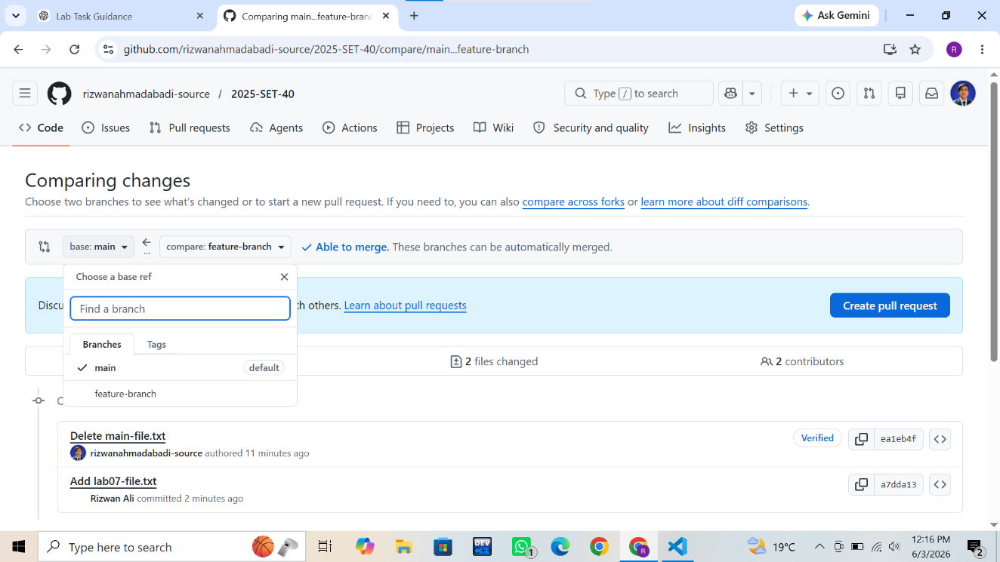 Lab Task Guidance
Comparing main...feature-branc
Ask Gemini
github.com/rizwanahmadabadi-source/2025-SET-40/compare/main...feature-branch
R
rizwanahmadabadi-source / 2025-SET-40
Type / to search
Code
Issues
Pull requests
Agents
Actions
Projects
Wiki
Security and quality
Insights
Settings
Comparing changes
Choose two branches to see what's changed or to start a new pull request. If you need to, you can also compare across forks or learn more about diff comparisons.
base: main
compare: feature-branch
Able to merge. These branches can be automatically merged.
Choose a base ref
Discu
th others. Learn about pull requests
Create pull request
Find a branch
Branches
Tags
main
default
feature-branch
2 files changed
2 contributors
Delete main-file.txt
rizwanahmadabadi-source authored 11 minutes ago
Verified
ea1eb4f
Add lab07-file.txt
Rizwan Ali committed 2 minutes ago
a7dda13
Type here to search
DEV
1
R
19°C
12:16 PM
6/3/2026
2